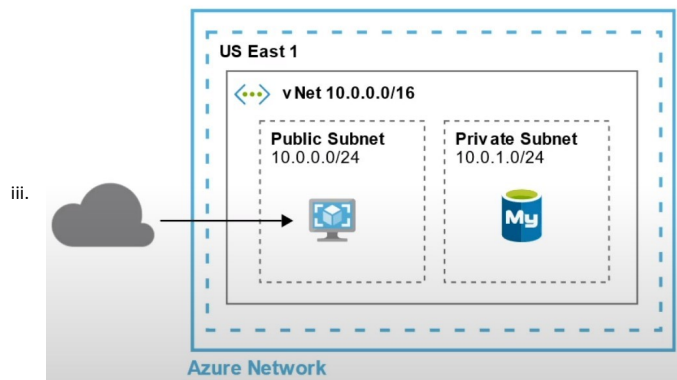 US East 1
vNet 10.0.0.0/16
Public Subnet
10.0.0.0/24
Private Subnet
10.0.1.0/24
iii.
My
Azure Network